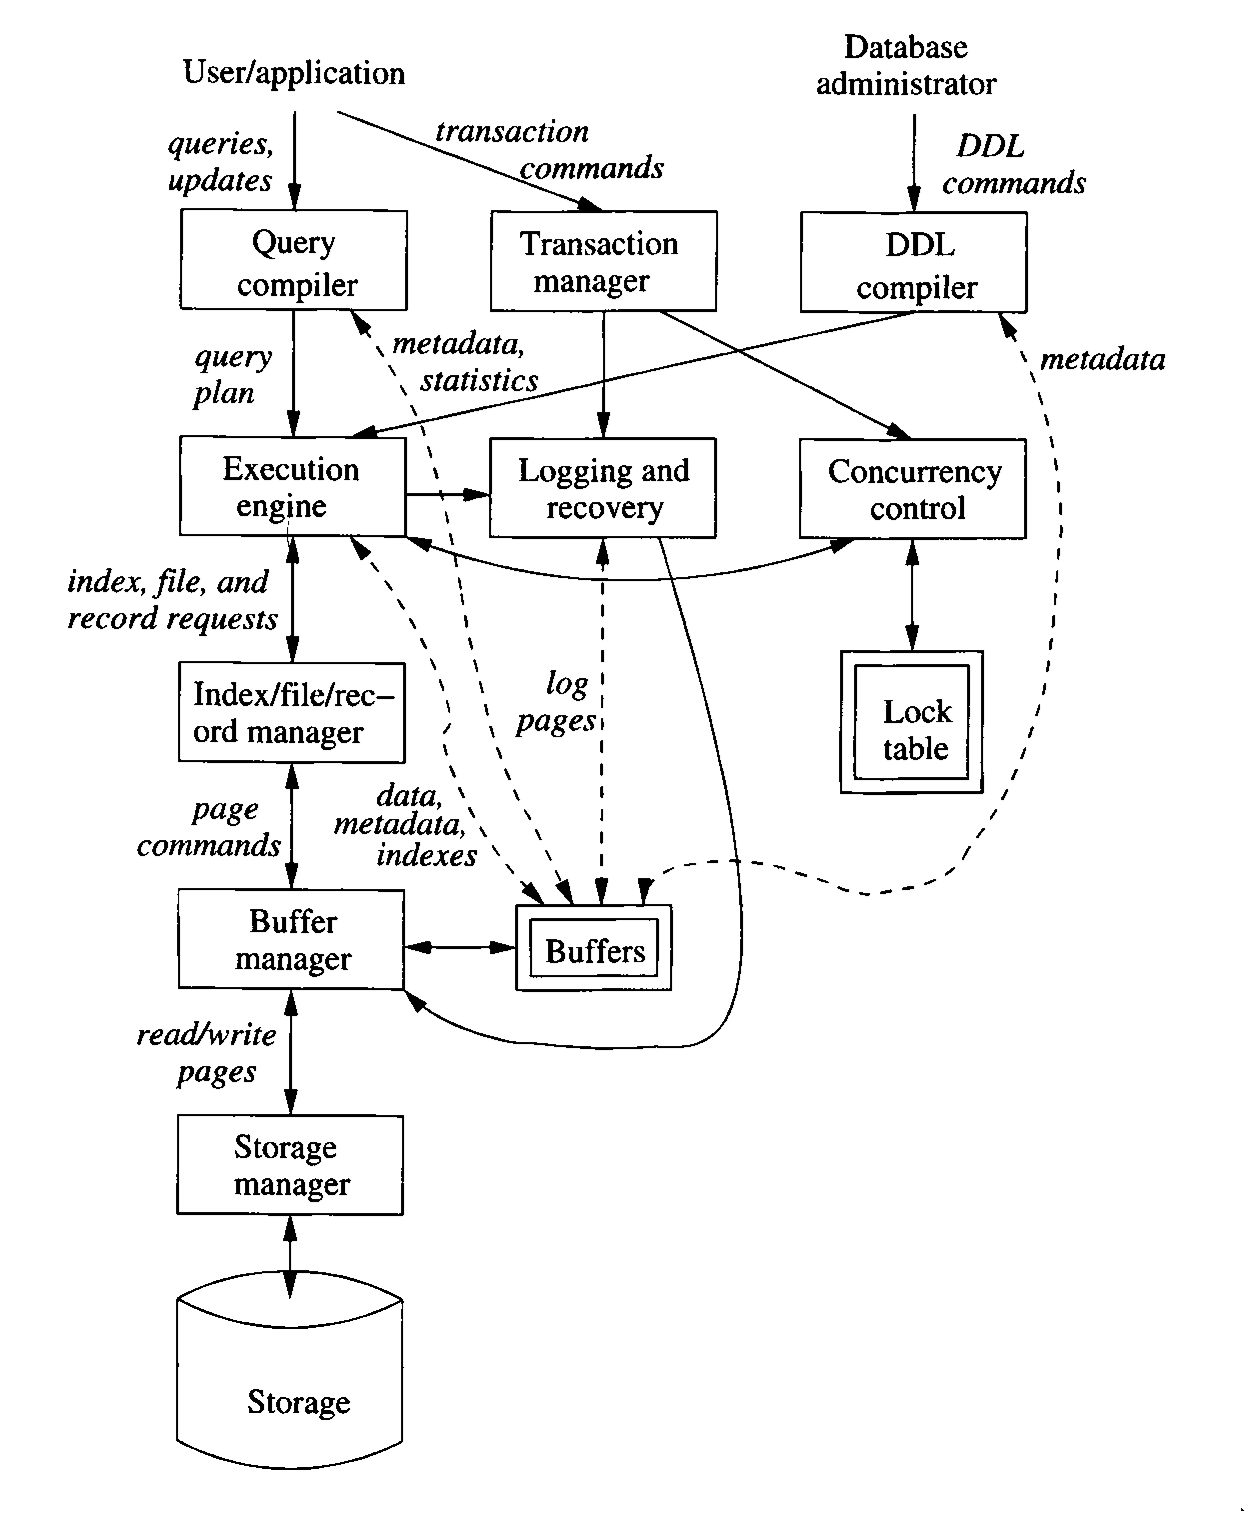 User/application
Database
administrator
queries,
updates
transaction
commands
DDL
commands
Query
compiler
Transaction
manager
DDL
compiler
query
plan
metadata,
statistics
metadata
Execution
engine
Logging and
recovery
Concurrency
control
index, file, and
record requests
Index/file/rec–
ord manager
log
pages
Lock
table
page
commands
data,
metadata,
indexes
Buffer
manager
Buffers
read/write
pages
Storage
manager
Storage